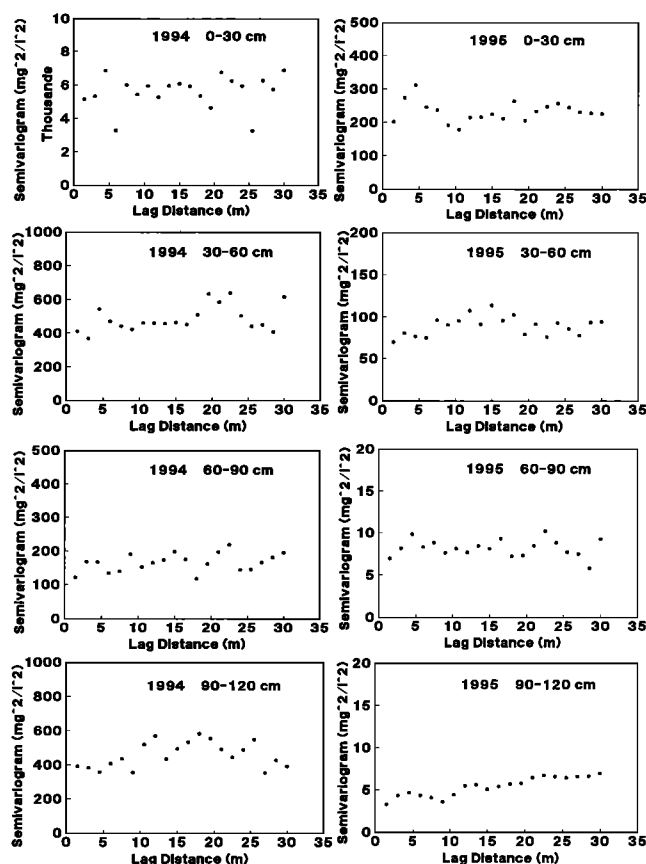 1994 0-30 cm
Semivariogram (mg^2/l^2)
Thousands
10
8
6
4
2
0
0 5 10 15 20 25 30 35
Lag Distance (m)
1995 0-30 cm
Semivariogram (mg^2/l^2)
500
400
300
200
100
0
0 5 10 15 20 25 30 35
Lag Distance (m)
1994 30-60 cm
Semivariogram (mg^2/l^2)
1000
800
600
400
200
0
0 5 10 15 20 25 30 35
Lag Distance (m)
1995 30-60 cm
Semivariogram (mg^2/l^2)
200
150
100
50
0
0 5 10 15 20 25 30 35
Lag Distance (m)
1994 60-90 cm
Semivariogram (mg^2/l^2)
500
400
300
200
100
0
0 5 10 15 20 25 30 35
Lag Distance (m)
1995 60-90 cm
Semivariogram (mg^2/l^2)
20
15
10
5
0
0 5 10 15 20 25 30 35
Lag Distance (m)
1994 90-120 cm
Semivariogram (mg^2/l^2)
1000
800
600
400
200
0
0 5 10 15 20 25 30 35
Lag Distance (m)
1995 90-120 cm
Semivariogram (mg^2/l^2)
20
15
10
5
0
0 5 10 15 20 25 30 35
Lag Distance (m)